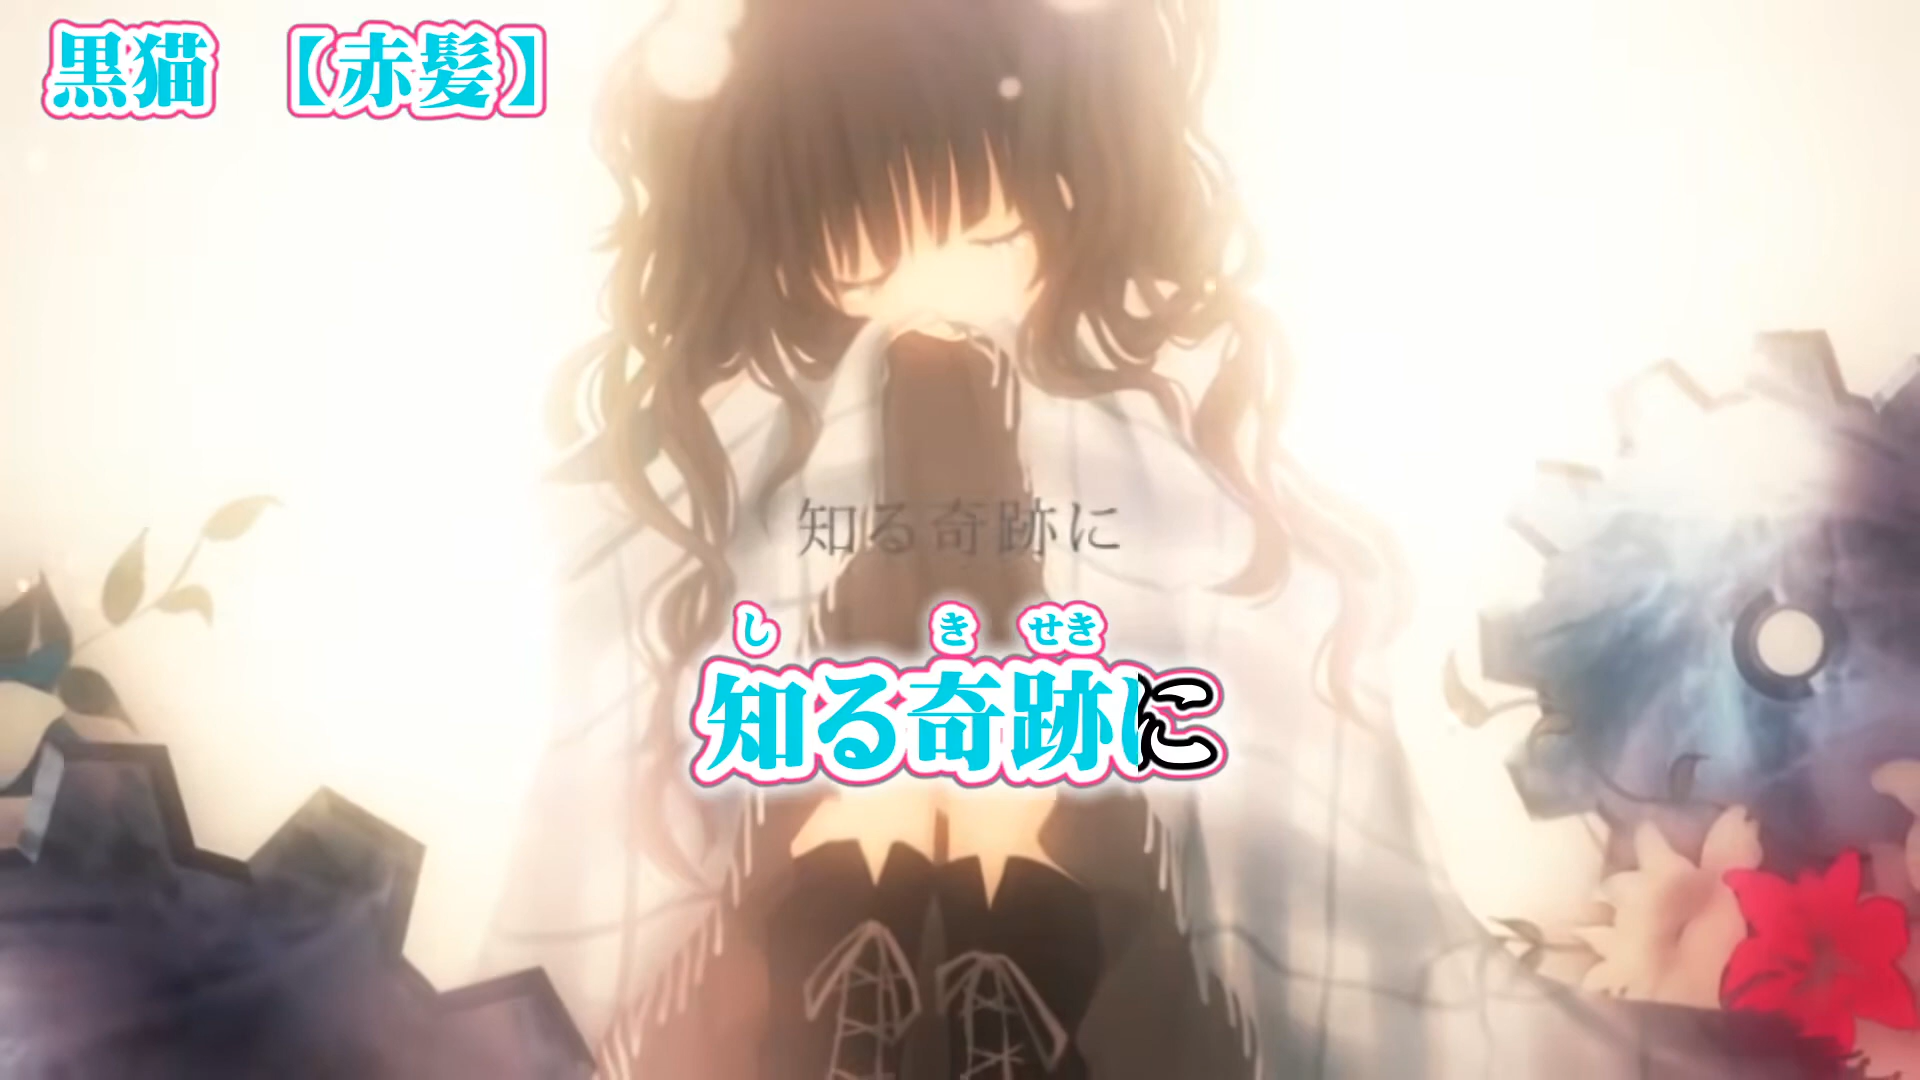 黒猫　【赤髪】
知る奇跡に
し　き　せき
知る奇跡に